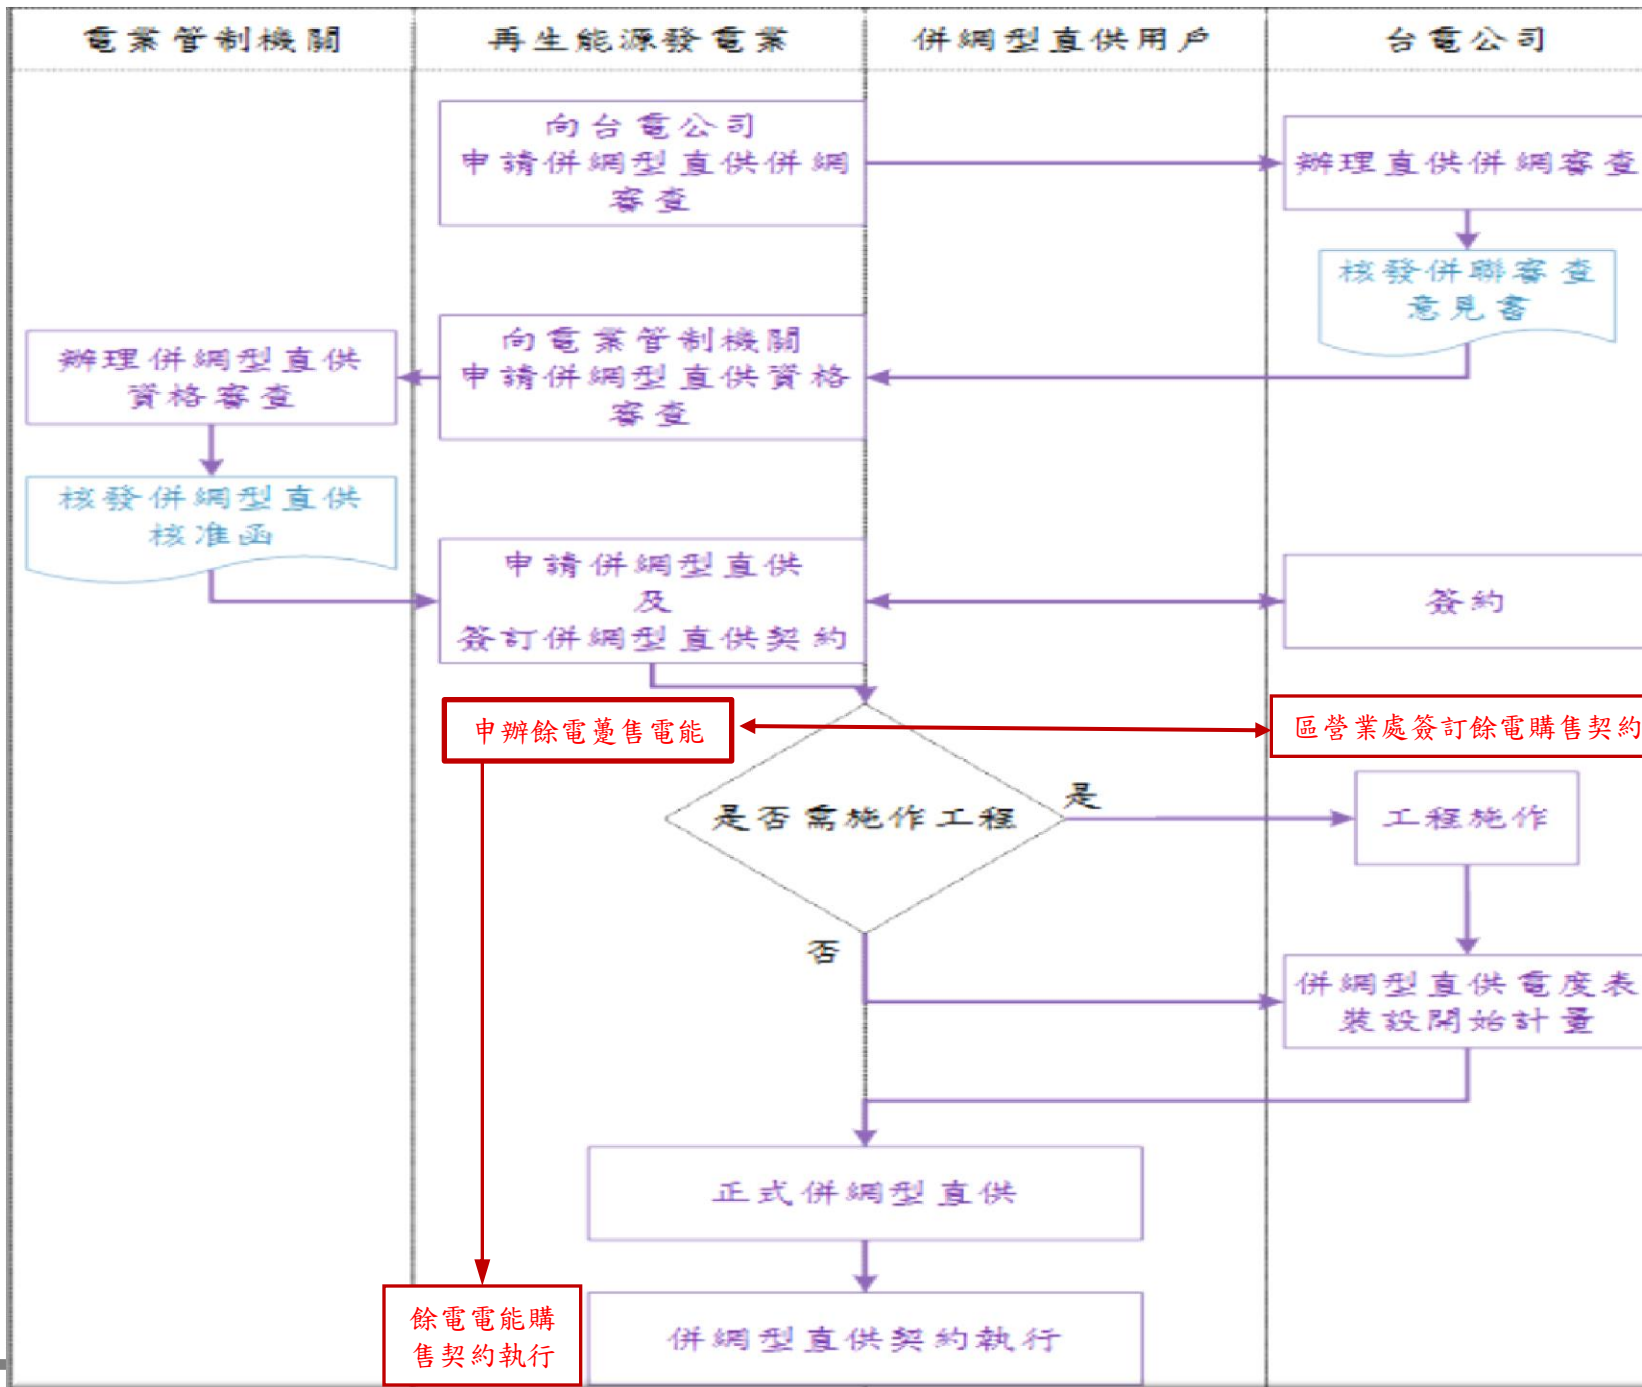 電業管制機關
再生能源發電業
併網型直供用戶
台電公司
向台電公司
申請併網型直供併網
審查
辦理直供併網審查
核發併聯審查
意見書
向電業管制機關
申請併網型直供資格
審查
辦理併網型直供
資格審查
核發併網型直供
核准函
申請併網型直供
及
簽訂併網型直供契約
簽約
申辦餘電躉售電能
區營業處簽訂餘電購售契約
是否需施作工程
是
工程施作
否
併網型直供電度表
裝設開始計量
正式併網型直供
餘電電能購
售契約執行
併網型直供契約執行